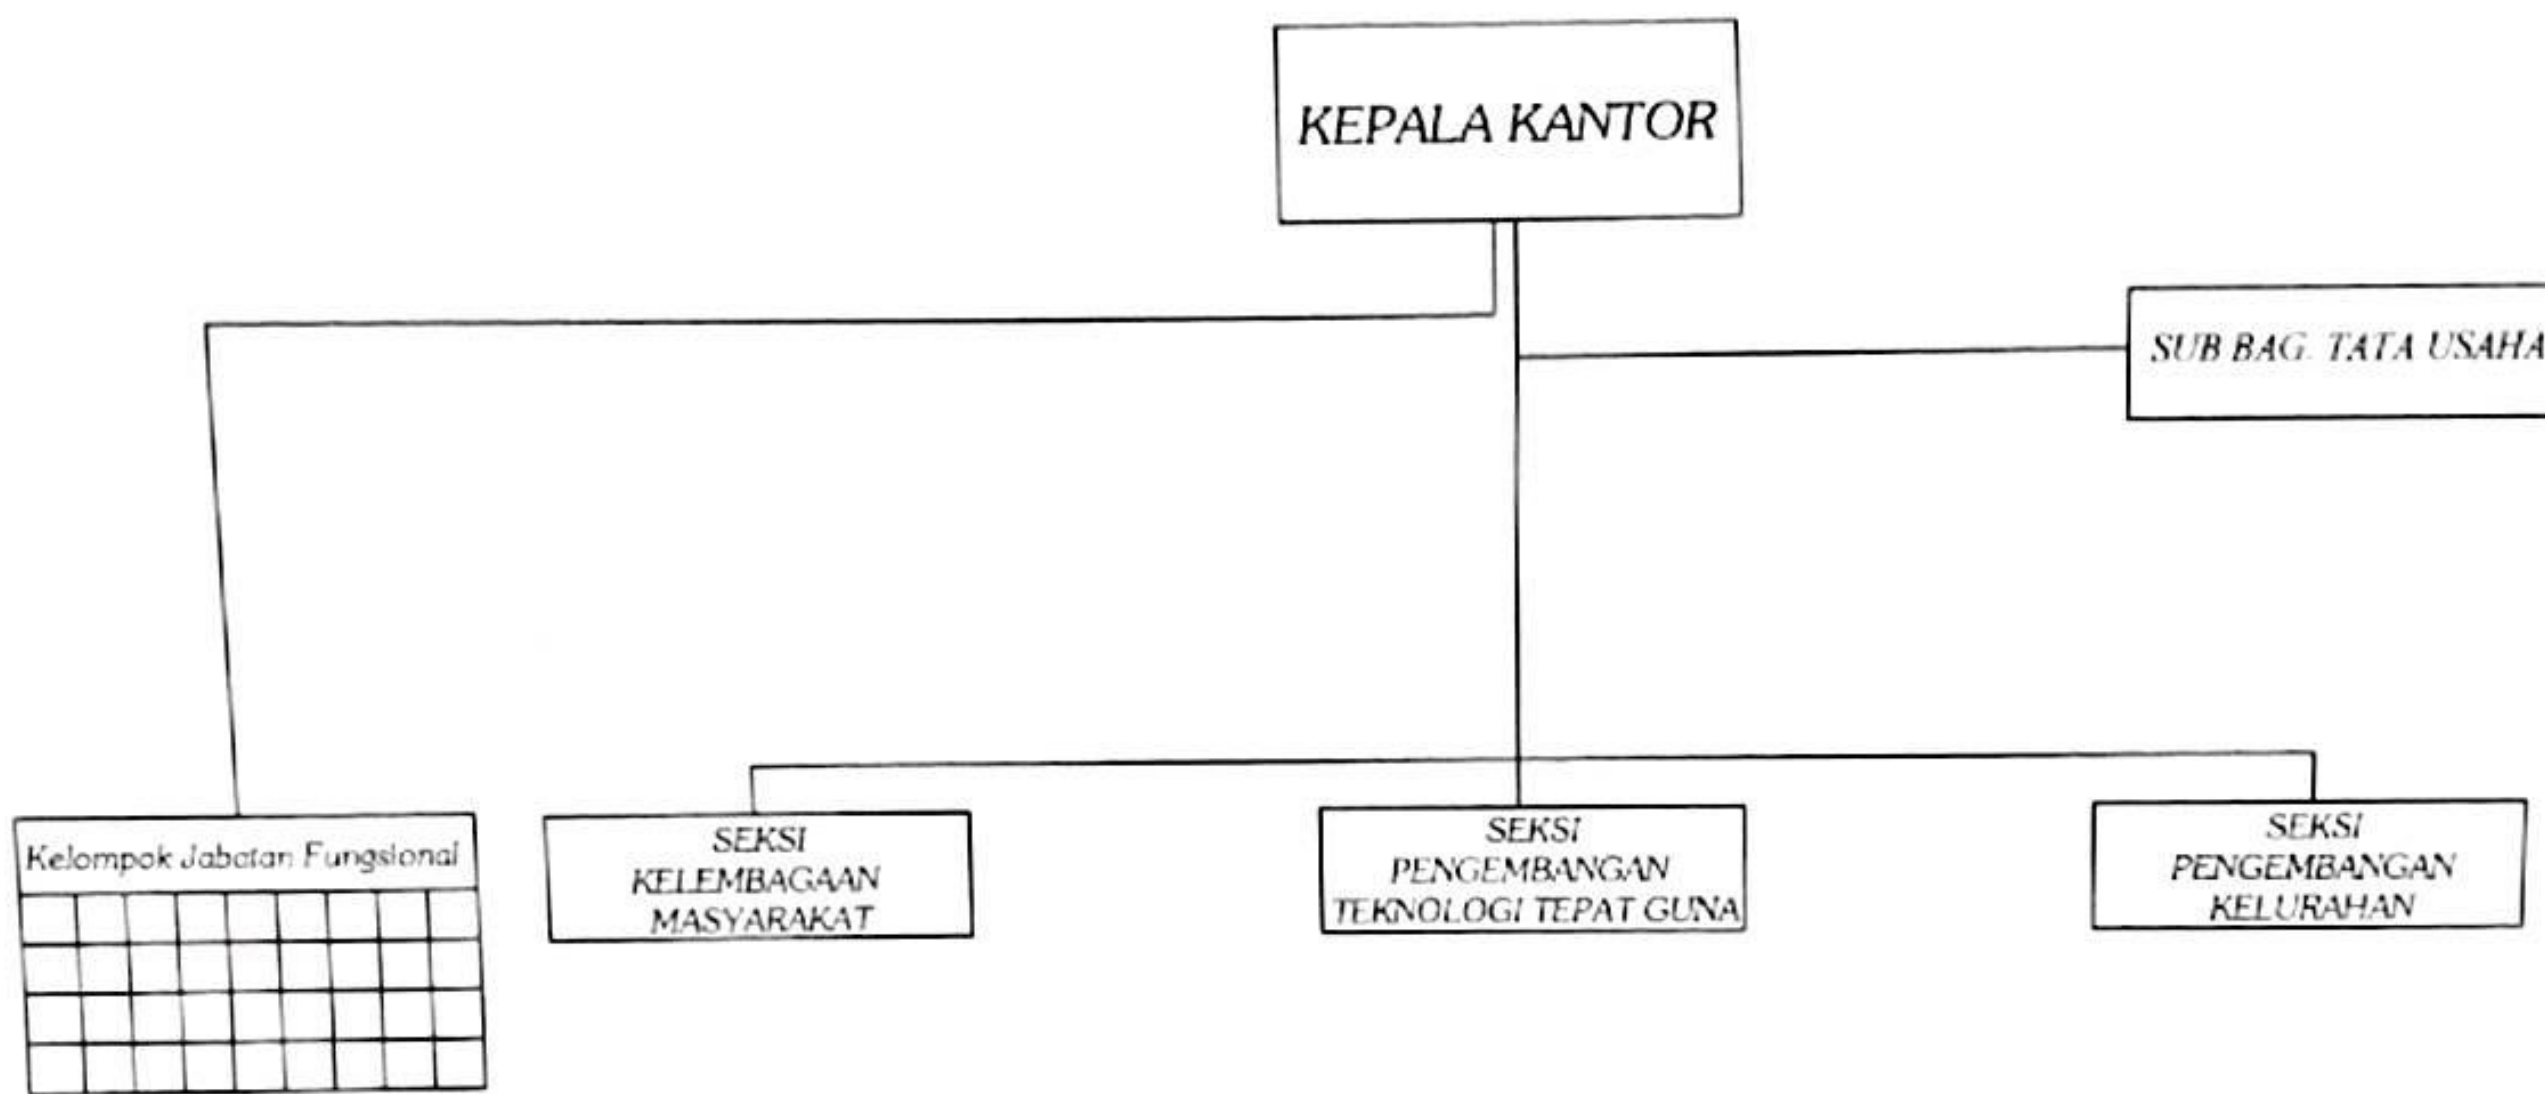 KEPALA KANTOR
SUB BAG. TATA USAHA
Kelompok Jabatan Fungsional
SEKSI
KELEMBAGAAN
MASYARAKAT
SEKSI
PENGEMBANGAN
TEKNOLOGI TEPAT GUNA
SEKSI
PENGEMBANGAN
KELURAHAN